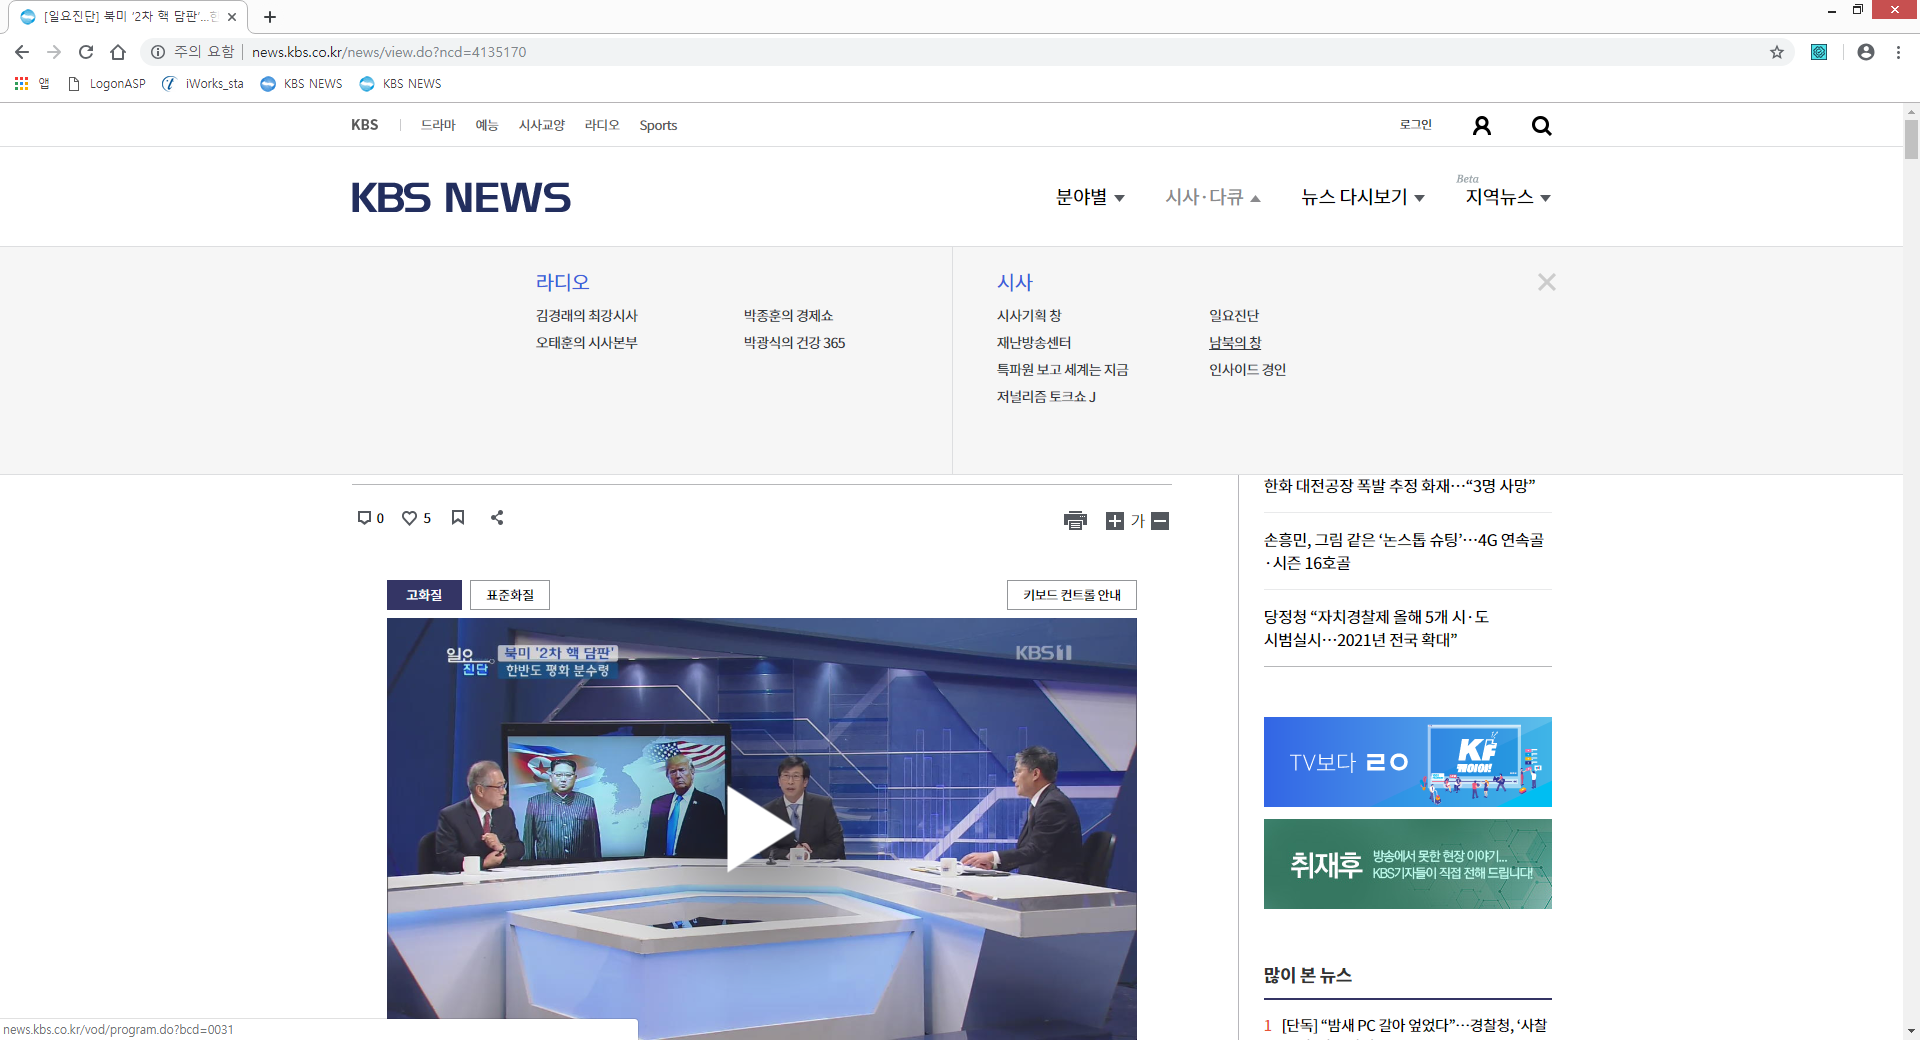 [일요진단] 북미 ‘2차 핵 담판’...한
주의 요함
news.kbs.co.kr/news/view.do?ncd=4135170
앱
LogonASP
iWorks_sta
KBS NEWS
KBS NEWS
KBS
드라마
예능
시사교양
라디오
Sports
로그인
KBS NEWS
분야별
시사·다큐
뉴스 다시보기
Beta
지역뉴스
라디오
김경래의 최강시사
박종훈의 경제쇼
오태훈의 시사본부
박광식의 건강 365
시사
시사기획 창
일요진단
재난방송센터
남북의 창
특파원 보고 세계는 지금
인사이드 경인
저널리즘 토크쇼 J
0
5
가
고화질
표준화질
키보드 컨트롤 안내
일요
진단
북미 '2차 핵 담판'
한반도 평화 분수령
KBS 1
한화 대전공장 폭발 추정 화재…“3명 사망”
손흥민, 그림 같은 ‘논스톱 슈팅’…4G 연속골
·시즌 16호골
당정청 “자치경찰제 올해 5개 시·도
시범실시…2021년 전국 확대”
TV보다 ㄹㅇ
KF
케이야!
취재후
방송에서 못한 현장 이야기...
KBS기자들이 직접 전해 드립니다!
많이 본 뉴스
1 [단독] “밤새 PC 갈아 엎었다”…경찰청, ‘사찰
news.kbs.co.kr/vod/program.do?bcd=0031